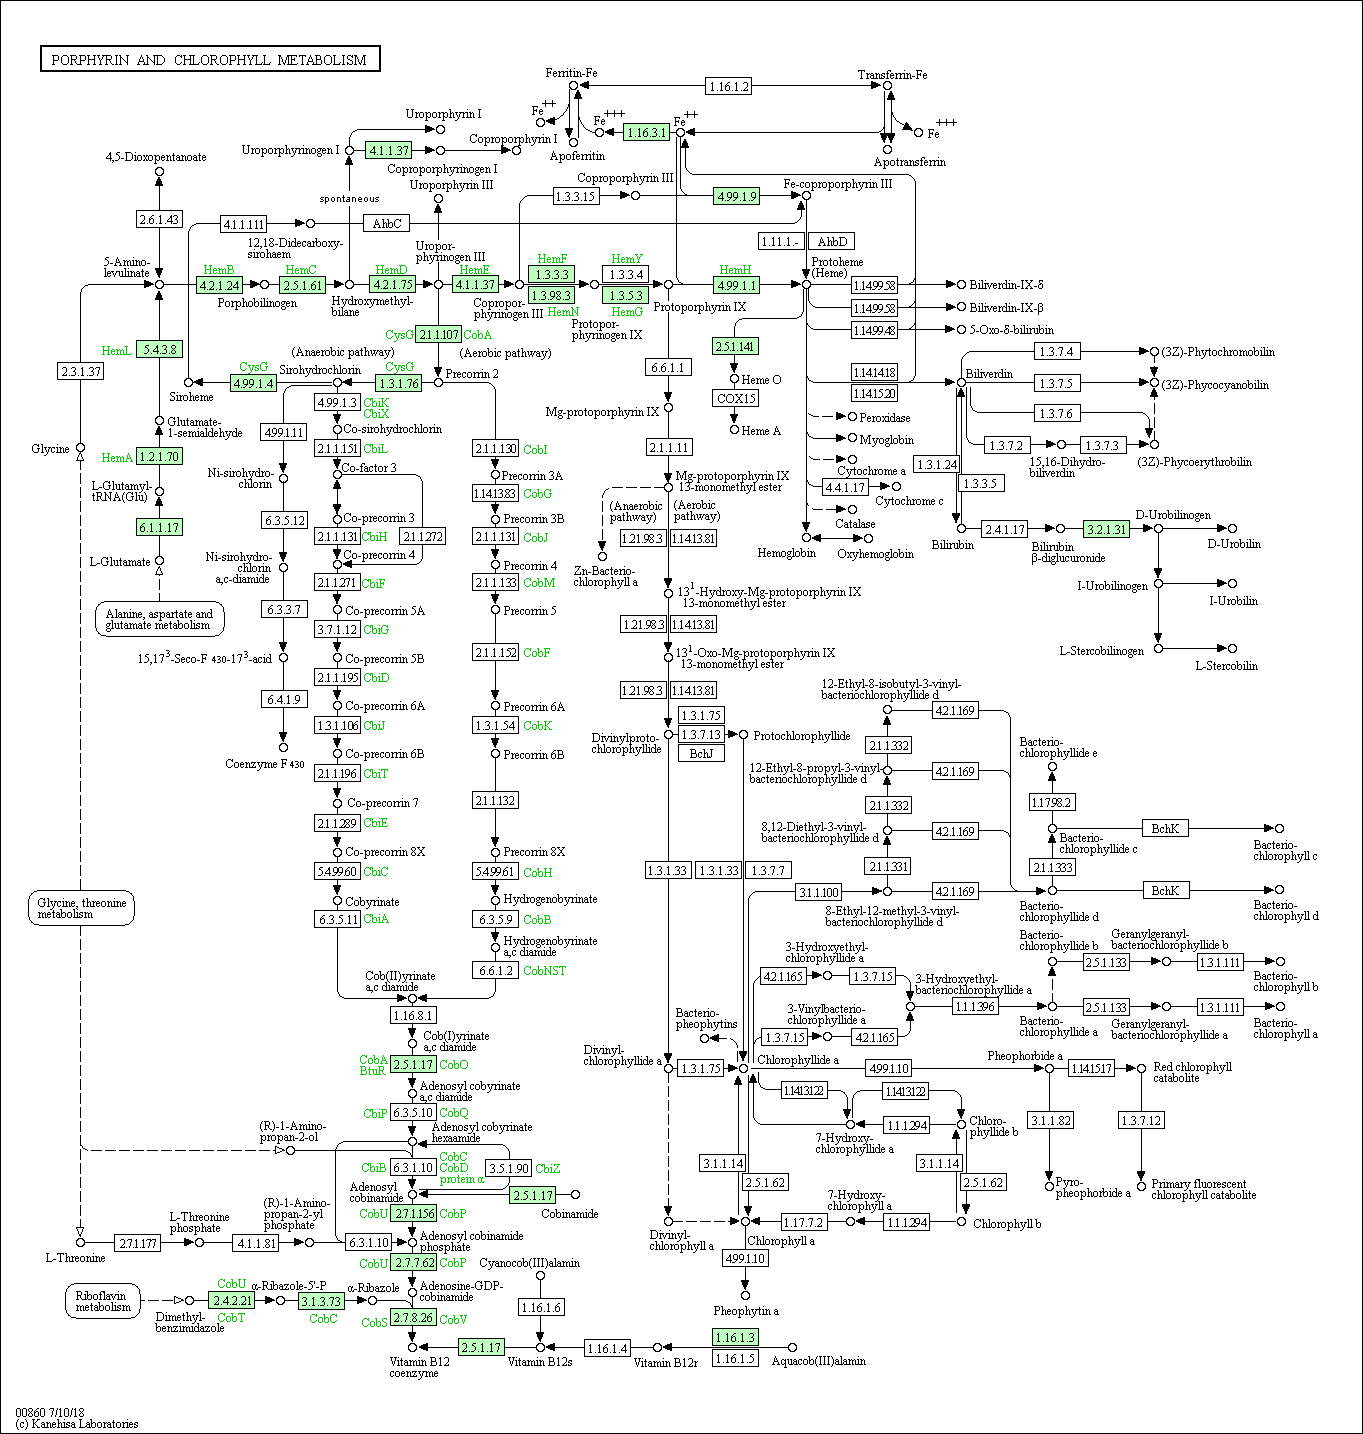 PORPHYRIN AND CHLOROPHYLL METABOLISM
Ferritin-Fe
1.16.1.2
Transferrin-Fe
Fe++
Fe+++
1.16.3.1
Fe++
Fe+++
Apoferritin
Apotransferrin
Uroporphyrin I
Uroporphyrinogen I
4.1.1.37
Coproporphyrin I
Coproporphyrinogen I
4,5-Dioxopentanoate
Uroporphyrin III
spontaneous
Coproporphyrin III
1.3.3.15
4.99.1.9
Fe-coproporphyrin III
2.6.1.43
4.1.1.111
AhbC
12,18-Didecarboxy-
sirohaem
Uropor-
phyrinogen III
1.11.1.-
AhbD
Protoheme
(Heme)
5-Amino-
levulinate
HemB
4.2.1.24
Porphobilinogen
HemC
2.5.1.61
Hydroxymethyl-
bilane
HemD
4.2.1.75
HemE
4.1.1.37
Copropor-
phyrinogen III
HemF
1.3.3.3
1.3.98.3
HemN
Protopor-
phyrinogen IX
HemY
1.3.3.4
1.3.5.3
HemG
Protoporphyrin IX
HemH
4.99.1.1
1.14.99.58
Biliverdin-IX-δ
1.14.99.58
Biliverdin-IX-β
1.14.99.48
5-Oxo-δ-bilirubin
CysG
2.1.1.107
CobA
(Anaerobic pathway)
(Aerobic pathway)
HemL
5.4.3.8
2.3.1.37
Siroheme
CysG
4.99.1.4
Sirohydrochlorin
CysG
1.3.1.76
Precorrin 2
2.5.1.141
Heme O
COX15
Heme A
6.6.1.1
Mg-protoporphyrin IX
2.1.1.11
Mg-protoporphyrin IX
13-monomethyl ester
1.14.14.18
1.14.15.20
Biliverdin
1.3.7.4
(3Z)-Phytochromobilin
1.3.7.5
(3Z)-Phycocyanobilin
1.3.7.6
1.3.7.2
15,16-Dihydro-
biliverdin
1.3.7.3
(3Z)-Phycoerythrobilin
Peroxidase
Myoglobin
Cytochrome a
4.4.1.17
Cytochrome c
Catalase
Hemoglobin
Oxyhemoglobin
1.3.1.24
1.3.3.5
Bilirubin
2.4.1.17
Bilirubin
β-diglucuronide
3.2.1.31
D-Urobilinogen
D-Urobilin
I-Urobilinogen
I-Urobilin
L-Stercobilinogen
L-Stercobilin
Glycine
Glutamate-
1-semialdehyde
HemA
1.2.1.70
L-Glutamyl-
tRNA(Glu)
6.1.1.17
L-Glutamate
Alanine, aspartate and
glutamate metabolism
4.99.1.11
Ni-sirohydro-
chlorin
6.3.5.12
Ni-sirohydro-
chlorin
a,c-diamide
6.3.3.7
15,17³-Seco-F 430-17³-acid
6.4.1.9
Coenzyme F 430
4.99.1.3
CbiK
CbiX
Co-sirohydrochlorin
2.1.1.151
CbiL
Co-factor 3
Co-precorrin 3
2.1.1.131
CbiH
2.1.1.272
Co-precorrin 4
2.1.1.271
CbiF
Co-precorrin 5A
3.7.1.12
CbiG
Co-precorrin 5B
2.1.1.195
CbiD
Co-precorrin 6A
1.3.1.106
CbiJ
Co-precorrin 6B
2.1.1.196
CbiT
Co-precorrin 7
2.1.1.289
CbiE
Co-precorrin 8X
5.4.99.60
CbiC
Cobyrinate
6.3.5.11
CbiA
2.1.1.130
CobI
Precorrin 3A
1.14.13.83
CobG
Precorrin 3B
2.1.1.131
CobJ
Precorrin 4
2.1.1.133
CobM
Precorrin 5
2.1.1.152
CobF
Precorrin 6A
1.3.1.54
CobK
Precorrin 6B
2.1.1.132
Precorrin 8X
5.4.99.61
CobH
Hydrogenobyrinate
6.3.5.9
CobB
Hydrogenobyrinate
a,c diamide
6.6.1.2
CobNST
(Anaerobic
pathway)
(Aerobic
pathway)
1.21.98.3
1.14.13.81
Zn-Bacterio-
chlorophyll a
13¹-Hydroxy-Mg-protoporphyrin IX
13-monomethyl ester
1.21.98.3
1.14.13.81
13¹-Oxo-Mg-protoporphyrin IX
13-monomethyl ester
1.21.98.3
1.14.13.81
Divinylproto-
chlorophyllide
1.3.1.75
1.3.7.13
BchJ
Protochlorophyllide
1.3.1.33
1.3.1.33
1.3.7.7
12-Ethyl-8-isobutyl-3-vinyl-
bacteriochlorophyllide d
4.2.1.169
2.1.1.332
12-Ethyl-8-propyl-3-vinyl-
bacteriochlorophyllide d
4.2.1.169
2.1.1.332
8,12-Diethyl-3-vinyl-
bacteriochlorophyllide d
4.2.1.169
2.1.1.331
3.1.1.100
4.2.1.169
8-Ethyl-12-methyl-3-vinyl-
bacteriochlorophyllide d
Bacterio-
chlorophyllide e
1.17.98.2
Bacterio-
chlorophyllide c
BchK
Bacterio-
chlorophyll c
2.1.1.333
Bacterio-
chlorophyllide d
BchK
Bacterio-
chlorophyll d
Glycine, threonine
metabolism
3-Hydroxyethyl-
chlorophyllide a
4.2.1.165
1.3.7.15
3-Hydroxyethyl-
bacteriochlorophyllide a
3-Vinylbacterio-
chlorophyllide a
1.3.7.15
4.2.1.165
1.1.1.396
Bacterio-
chlorophyllide b
2.5.1.133
Geranylgeranyl-
bacteriochlorophyllide b
1.3.1.111
Bacterio-
chlorophyll b
Bacterio-
chlorophyllide a
2.5.1.133
Geranylgeranyl-
bacteriochlorophyllide a
1.3.1.111
Bacterio-
chlorophyll a
Cob(II)yrinate
a,c diamide
1.16.8.1
Cob(I)yrinate
a,c diamide
CobA
BtuR
2.5.1.17
CobO
Adenosyl cobyrinate
a,c diamide
CbiP
6.3.5.10
CobQ
Adenosyl cobyrinate
hexaamide
(R)-1-Amino-
propan-2-ol
CbiB
6.3.1.10
CobC
CobD
protein α
3.5.1.90
CbiZ
Adenosyl
cobinamide
2.5.1.17
Cobinamide
CobU
2.7.1.156
CobP
(R)-1-Amino-
propan-2-yl
phosphate
L-Threonine
phosphate
L-Threonine
2.7.1.177
4.1.1.81
6.3.1.10
Adenosyl cobinamide
phosphate
CobU
2.7.7.62
CobP
Adenosine-GDP-
cobinamide
Cyanocob(III)alamin
Riboflavin
metabolism
Dimethyl-
benzimidazole
CobU
2.4.2.21
CobT
α-Ribazole-5'-P
3.1.3.73
CobC
α-Ribazole
CobS
2.7.8.26
CobV
1.16.1.6
Vitamin B12
coenzyme
2.5.1.17
Vitamin B12s
1.16.1.4
Vitamin B12r
1.16.1.3
1.16.1.5
Aquacob(III)alamin
Bacterio-
pheophytins
Divinyl-
chlorophyllide a
1.3.1.75
Chlorophyllide a
4.99.1.10
Pheophorbide a
1.14.15.17
Red chlorophyll
catabolite
1.14.13.122
1.14.13.122
7-Hydroxy-
chlorophyllide
1.1.1.294
Chloro-
phyllide b
3.1.1.82
1.3.7.12
Pyro-
pheophorbide a
Primary fluorescent
chlorophyll catabolite
3.1.1.14
2.5.1.62
3.1.1.14
2.5.1.62
7-Hydroxy-
chlorophyll a
Divinyl-
chlorophyll a
Chlorophyll a
1.17.7.2
1.1.1.294
Chlorophyll b
4.99.1.10
Pheophytin a
00860 7/10/18
(c) Kanehisa Laboratories